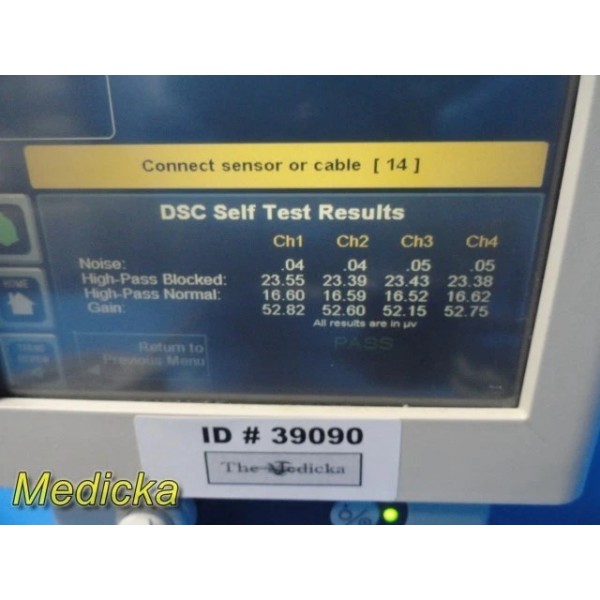 Connect sensor or cable [ 14 ]
DSC Self Test Results
Ch1 Ch2 Ch3 Ch4
Noise: .04 .04 .05 .05
High-Pass Blocked: 23.55 23.39 23.43 23.38
High-Pass Normal: 16.60 16.59 16.52 16.62
Gain: 52.82 52.60 52.15 52.75
All results are in µv
HOME
Return to
Previous Menu
PASS
ID # 39090
The Medicka
Medicka